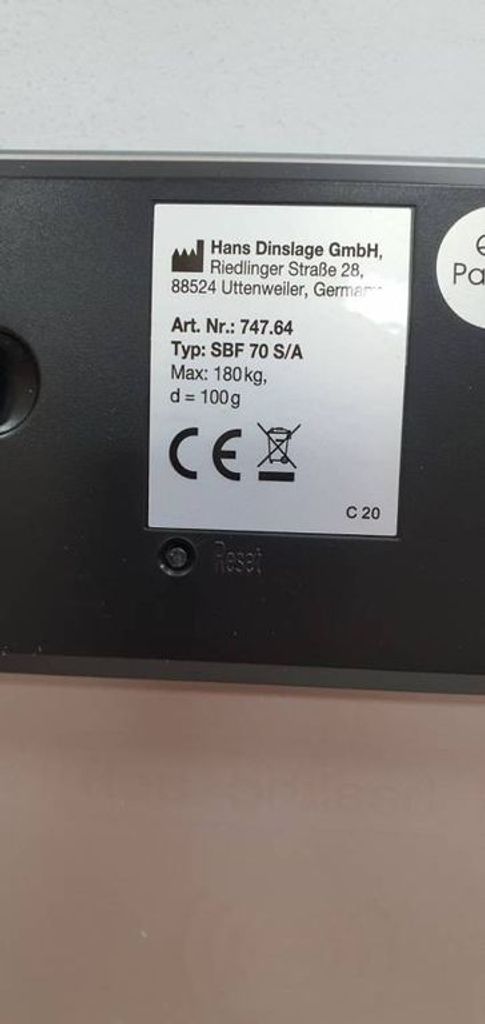 Hans Dinslage GmbH,
Riedlinger Straße 28,
88524 Uttenweiler, Germany
Art. Nr.: 747.64
Typ: SBF 70 S/A
Max: 180kg,
d = 100g
CE
C 20
Reset